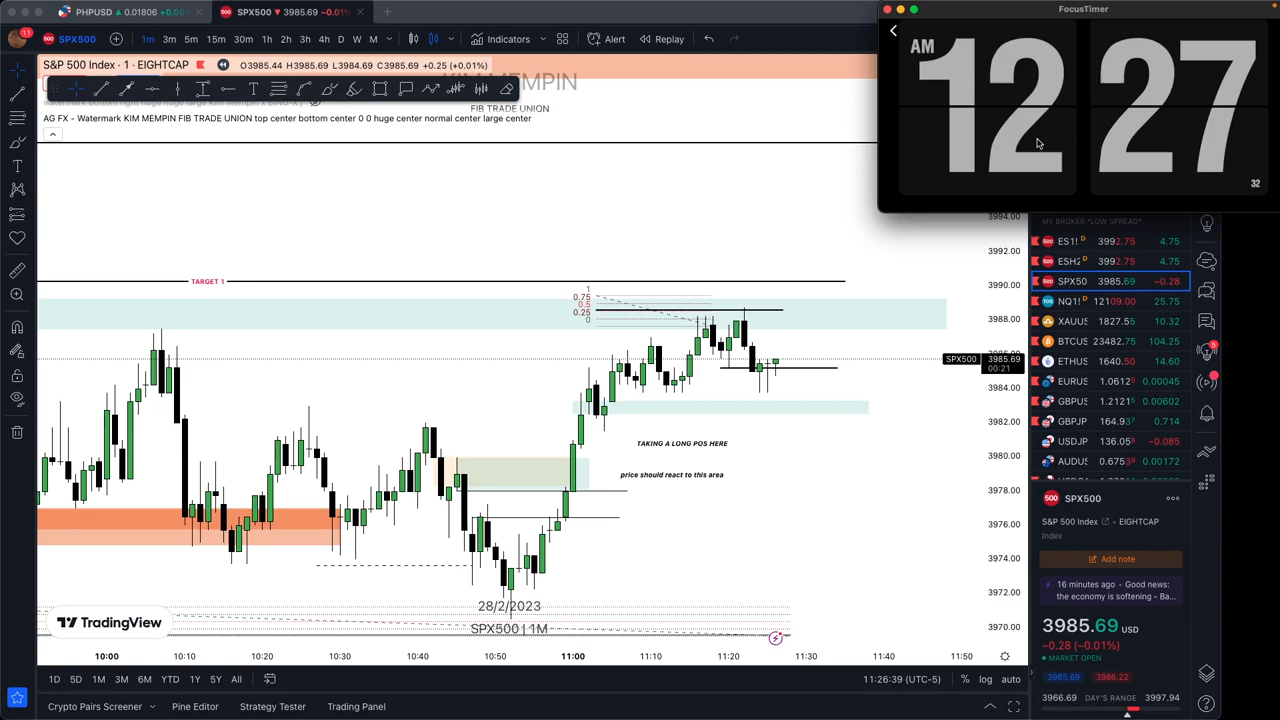 PHPUSD ▲ 0.01806 +0.06
SPX500 ▼ 3985.69 −0.01%
FocusTimer
11
SPX500
1m 3m 5m 15m 30m 1h 2h 3h 4h D W M
Indicators
Alert
Replay
AM
12 27
32
S&P 500 Index · 1 · EIGHTCAP
O3985.44 H3985.69 L3984.69 C3985.69 +0.25 (+0.01%)
KIM MEMPIN
FIB TRADE UNION
AG FX - Watermark KIM MEMPIN FIB TRADE UNION top center bottom center 0 0 huge center normal center large center
TARGET 1
1
0.75
0.5
0.25
0
TAKING A LONG POS HERE
price should react to this area
28/2/2023
SPX500 | 1M
TradingView
3994.00
3992.00
3990.00
3988.00
SPX500 3985.69
00:21
3984.00
3982.00
3980.00
3978.00
3976.00
3974.00
3972.00
3970.00
10:00 10:10 10:20 10:30 10:40 10:50 11:00 11:10 11:20 11:30 11:40 11:50
1D 5D 1M 3M 6M YTD 1Y 5Y All
11:26:39 (UTC-5)
% log auto
Crypto Pairs Screener
Pine Editor
Strategy Tester
Trading Panel
MY BROKER *LOW SPREAD*
ES1! D 3992.75 4.75
ESH2 D 3992.75 4.75
SPX50 3985.69 −0.28
NQ1! D 12109.00 25.75
XAUUS 1827.55 10.32
BTCUS 23482.75 104.25
ETHUS 1640.50 14.60
EURUS 1.06125 0.00045
GBPUS 1.21215 0.00602
GBPJP 164.937 0.714
USDJP 136.058 −0.085
AUDUS 0.67539 0.00172
5
SPX500
S&P 500 Index · EIGHTCAP
Index
Add note
16 minutes ago · Good news:
the economy is softening – Ba...
3985.69 USD
−0.28 (−0.01%)
MARKET OPEN
3985.69 3986.22
3966.69 DAY'S RANGE 3997.94